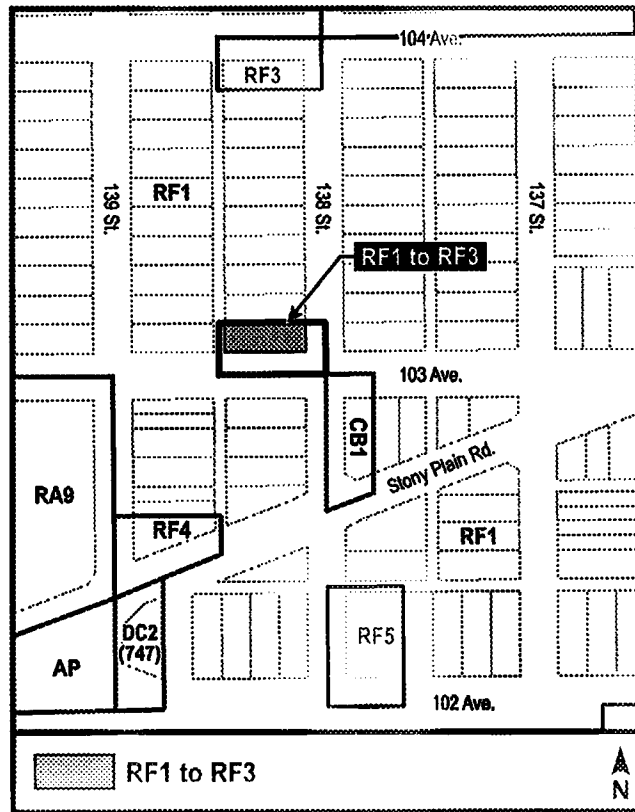 104 Ave.
RF3
RF1
139 St.
138 St.
137 St.
RF1 to RF3
103 Ave.
CB1
Stony Plain Rd.
RA9
RF4
RF1
DC2
(747)
RF5
AP
102 Ave.
RF1 to RF3
N